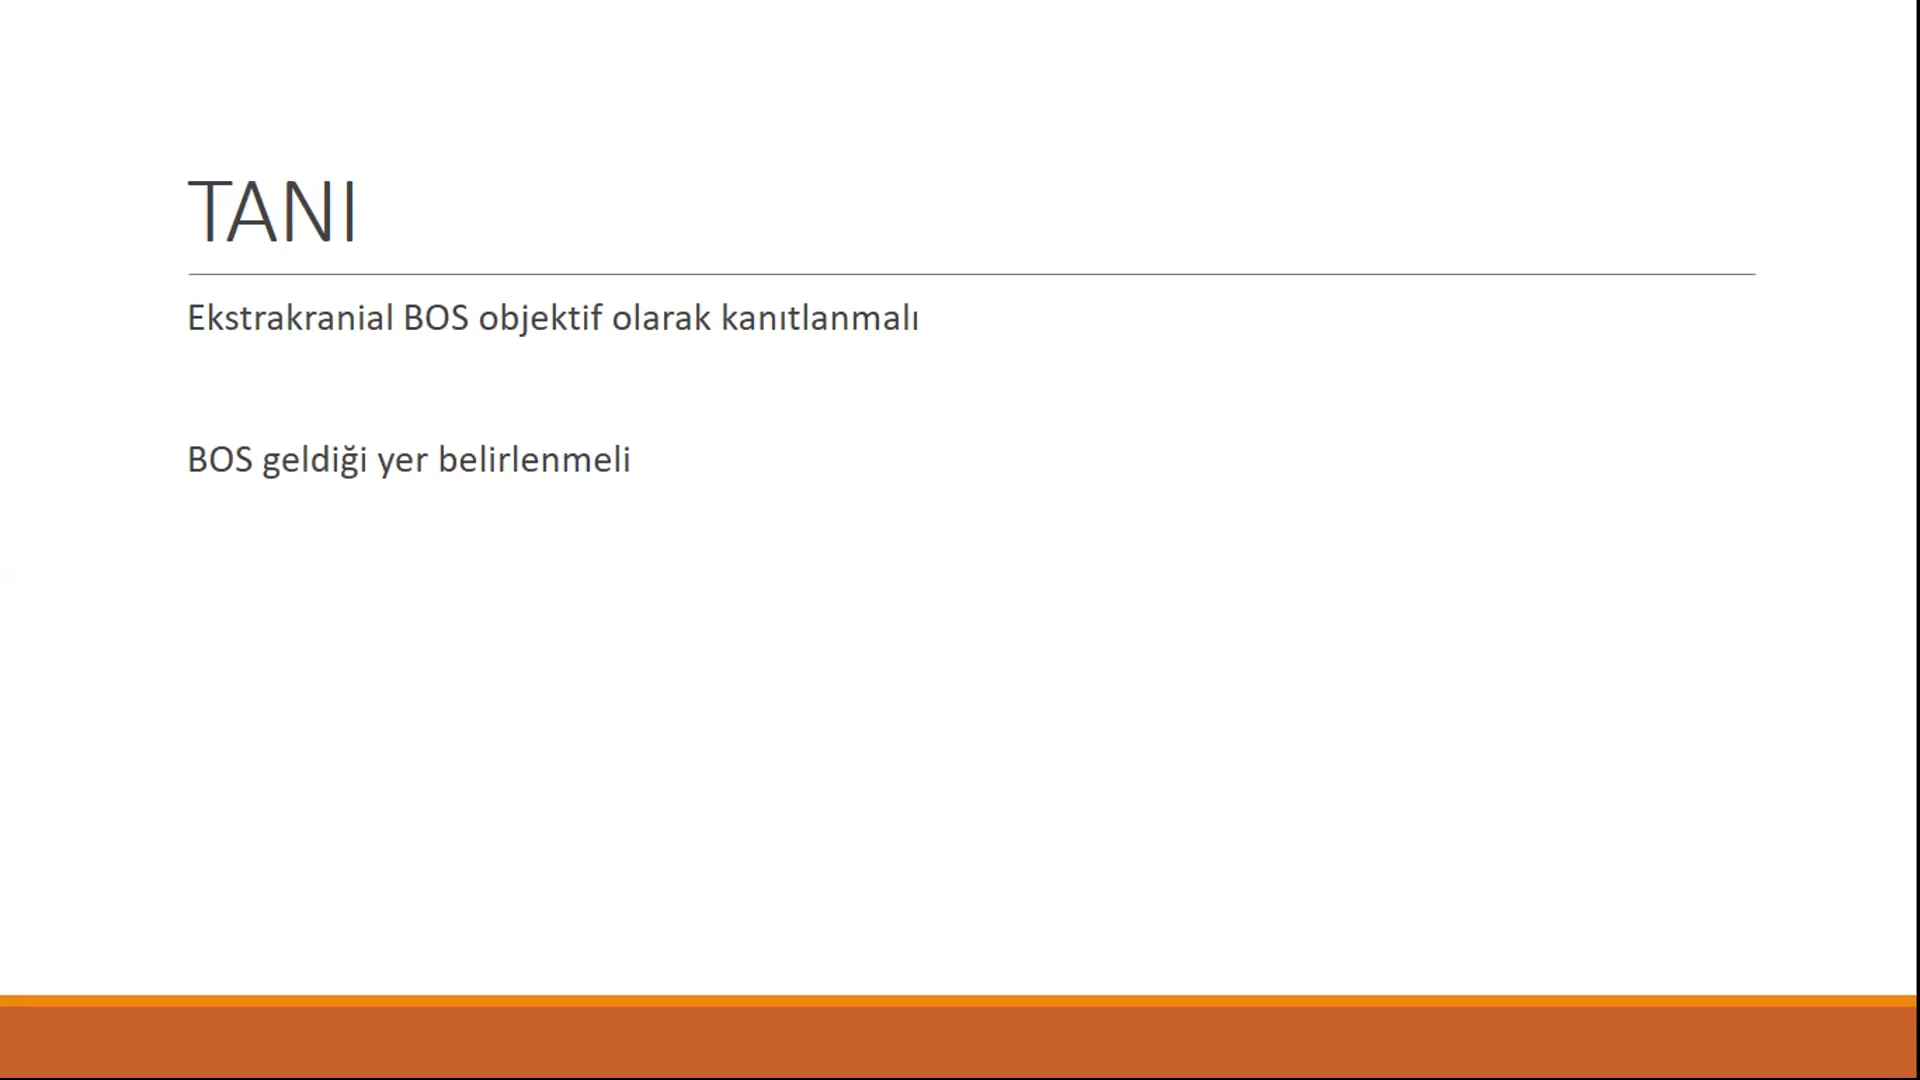 TANI
Ekstrakranial BOS objektif olarak kanıtlanmalı
BOS geldiği yer belirlenmeli